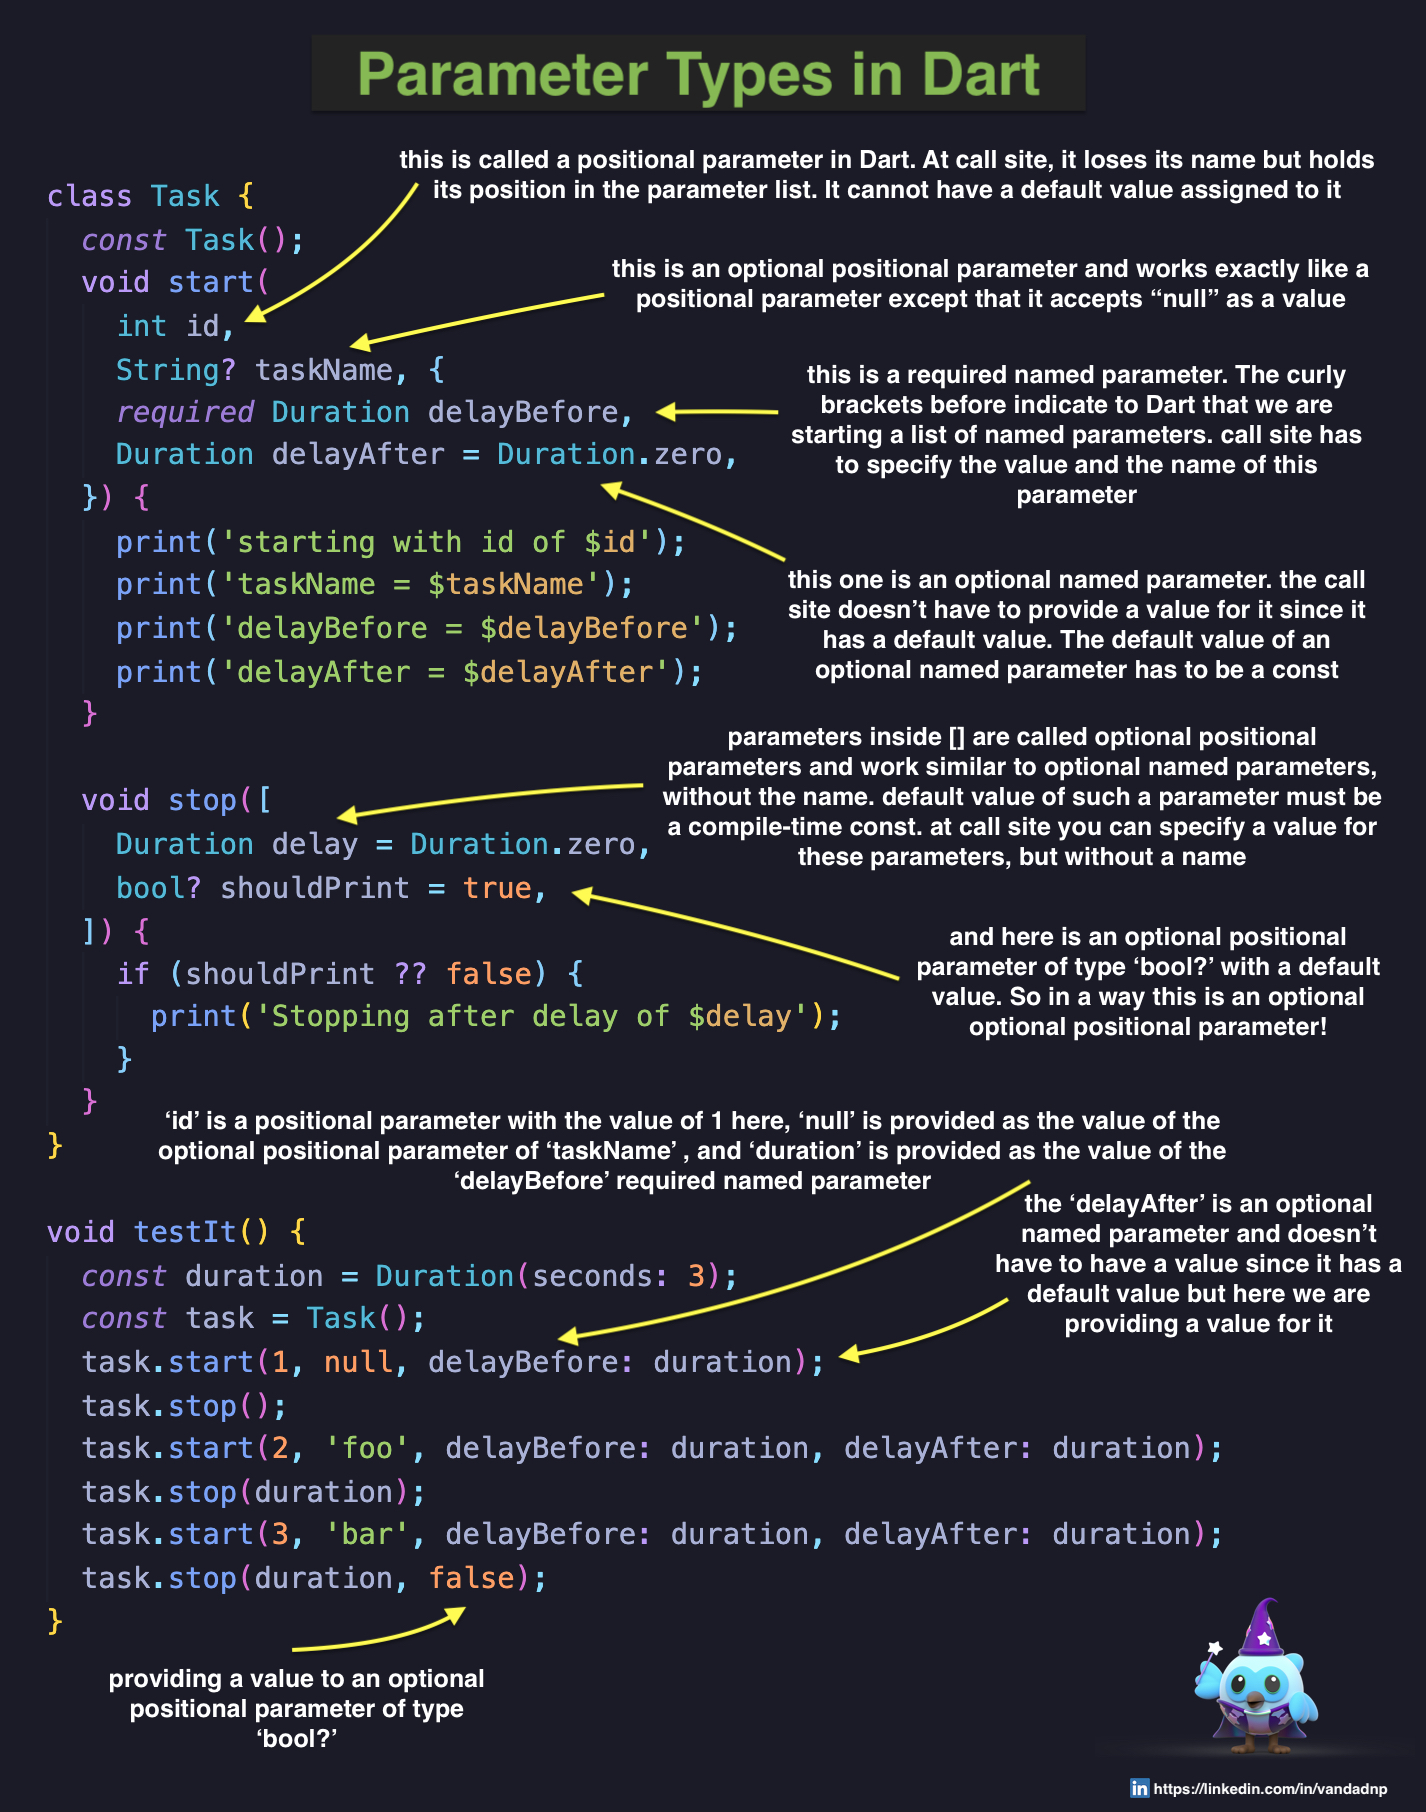 Parameter Types in Dart
this is called a positional parameter in Dart. At call site, it loses its name but holds
its position in the parameter list. It cannot have a default value assigned to it
class Task {
const Task();
void start(
this is an optional positional parameter and works exactly like a
positional parameter except that it accepts “null” as a value
int id,
String? taskName, {
required Duration delayBefore,
Duration delayAfter = Duration.zero,
}) {
this is a required named parameter. The curly
brackets before indicate to Dart that we are
starting a list of named parameters. call site has
to specify the value and the name of this
parameter
print('starting with id of $id');
print('taskName = $taskName');
print('delayBefore = $delayBefore');
print('delayAfter = $delayAfter');
}
this one is an optional named parameter. the call
site doesn’t have to provide a value for it since it
has a default value. The default value of an
optional named parameter has to be a const
parameters inside [] are called optional positional
parameters and work similar to optional named parameters,
without the name. default value of such a parameter must be
a compile-time const. at call site you can specify a value for
these parameters, but without a name
void stop([
Duration delay = Duration.zero,
bool? shouldPrint = true,
]) {
if (shouldPrint ?? false) {
print('Stopping after delay of $delay');
}
}
}
and here is an optional positional
parameter of type ‘bool?’ with a default
value. So in a way this is an optional
optional positional parameter!
‘id’ is a positional parameter with the value of 1 here, ‘null’ is provided as the value of the
optional positional parameter of ‘taskName’ , and ‘duration’ is provided as the value of the
‘delayBefore’ required named parameter
the ‘delayAfter’ is an optional
named parameter and doesn’t
have to have a value since it has a
default value but here we are
providing a value for it
void testIt() {
const duration = Duration(seconds: 3);
const task = Task();
task.start(1, null, delayBefore: duration);
task.stop();
task.start(2, 'foo', delayBefore: duration, delayAfter: duration);
task.stop(duration);
task.start(3, 'bar', delayBefore: duration, delayAfter: duration);
task.stop(duration, false);
}
providing a value to an optional
positional parameter of type
‘bool?’
in https://linkedin.com/in/vandadnp